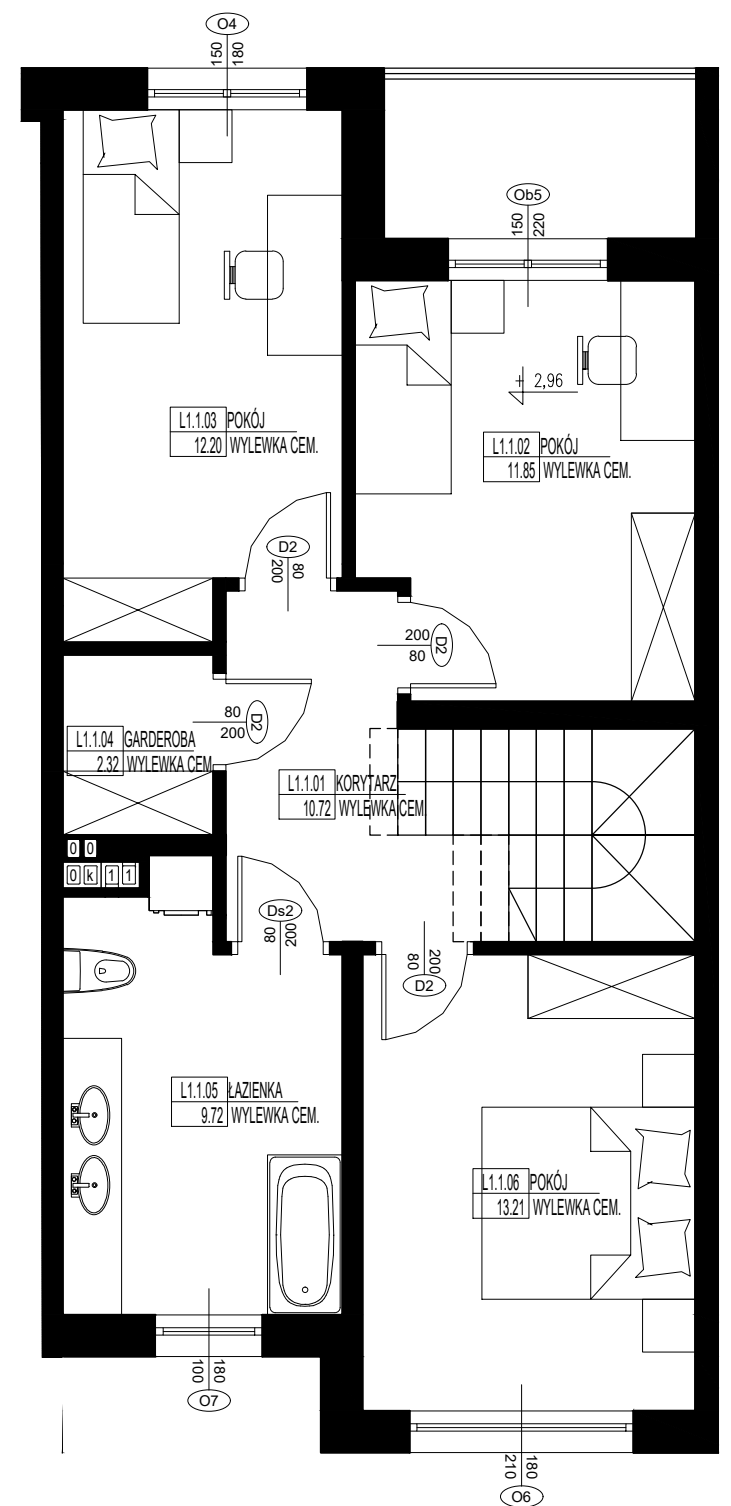 O4
150
180
Ob5
150
220
+ 2,96
L1.1.03 POKÓJ
12.20 WYLEWKA CEM.
L1.1.02 POKÓJ
11.85 WYLEWKA CEM.
D2
80
200
200
80
D2
80
200
D2
L1.1.04 GARDEROBA
2.32 WYLEWKA CEM
L1.1.01 KORYTARZ
10.72 WYLEWKA CEM.
0 0
0 k 1 1
Ds2
80
200
80
200
D2
L1.1.05 ŁAZIENKA
9.72 WYLEWKA CEM.
L1.1.06 POKÓJ
13.21 WYLEWKA CEM.
100
180
O7
210
180
O6